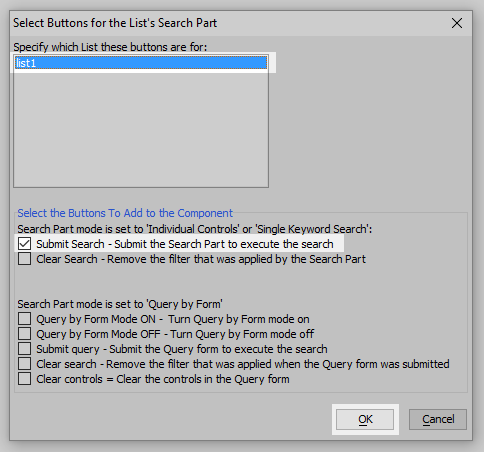 Select Buttons for the List's Search Part
Specify which List these buttons are for:
list1
Select the Buttons To Add to the Component
Search Part mode is set to 'Individual Controls' or 'Single Keyword Search':
Submit Search - Submit the Search Part to execute the search
Clear Search - Remove the filter that was applied by the Search Part
Search Part mode is set to 'Query by Form'
Query by Form Mode ON - Turn Query by Form mode on
Query by Form Mode OFF - Turn Query by Form mode off
Submit query - Submit the Query form to execute the search
Clear search - Remove the filter that was applied when the Query form was submitted
Clear controls = Clear the controls in the Query form
OK
Cancel